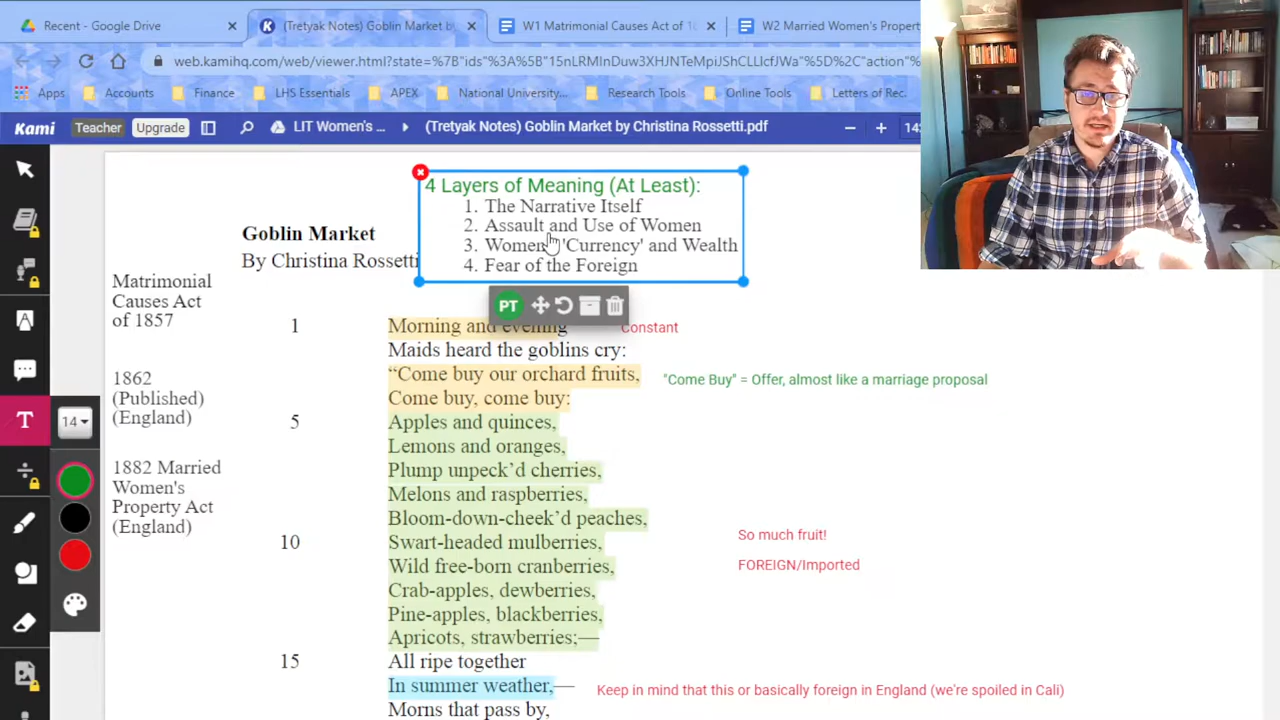 Recent - Google Drive
(Tretyak Notes) Goblin Market by
W1 Matrimonial Causes Act of
W2 Married Women's Property
web.kamihq.com/web/viewer.html?state=%7B"ids"%3A%5B"15nLRMInDuw3XHJNTeMpiJShCLLIcfJWa"%5D%2C"action"
Apps
Accounts
Finance
LHS Essentials
APEX
National University...
Research Tools
Online Tools
Letters of Rec.
Kami
Teacher
Upgrade
LIT Women's ...
(Tretyak Notes) Goblin Market by Christina Rossetti.pdf
4 Layers of Meaning (At Least):
1. The Narrative Itself
2. Assault and Use of Women
3. Women 'Currency' and Wealth
4. Fear of the Foreign
PT
Goblin Market
By Christina Rossetti
Matrimonial
Causes Act
of 1857
1862
(Published)
(England)
1882 Married
Women's
Property Act
(England)
T
14
1 Morning and evening
Constant
Maids heard the goblins cry:
“Come buy our orchard fruits,
"Come Buy" = Offer, almost like a marriage proposal
Come buy, come buy:
5 Apples and quinces,
Lemons and oranges,
Plump unpeck’d cherries,
Melons and raspberries,
Bloom-down-cheek’d peaches,
So much fruit!
10 Swart-headed mulberries,
FOREIGN/Imported
Wild free-born cranberries,
Crab-apples, dewberries,
Pine-apples, blackberries,
Apricots, strawberries;—
15 All ripe together
In summer weather,—
Keep in mind that this or basically foreign in England (we're spoiled in Cali)
Morns that pass by,